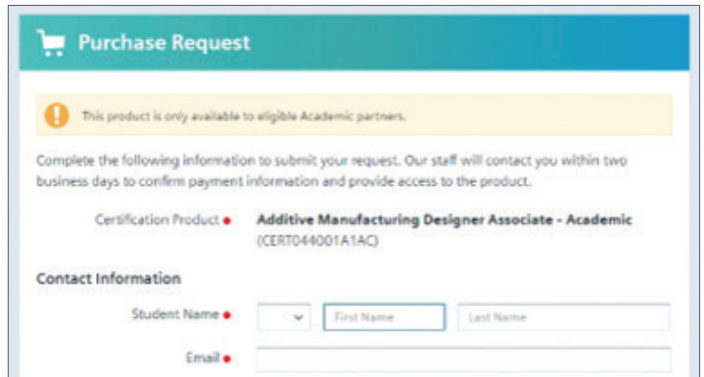 Purchase Request
This product is only available to eligible Academic partners.
Complete the following information to submit your request. Our staff will contact you within two
business days to confirm payment information and provide access to the product.
Certification Product Additive Manufacturing Designer Associate - Academic
(CERT044001A1AC)
Contact Information
Student Name First Name Last Name
Email